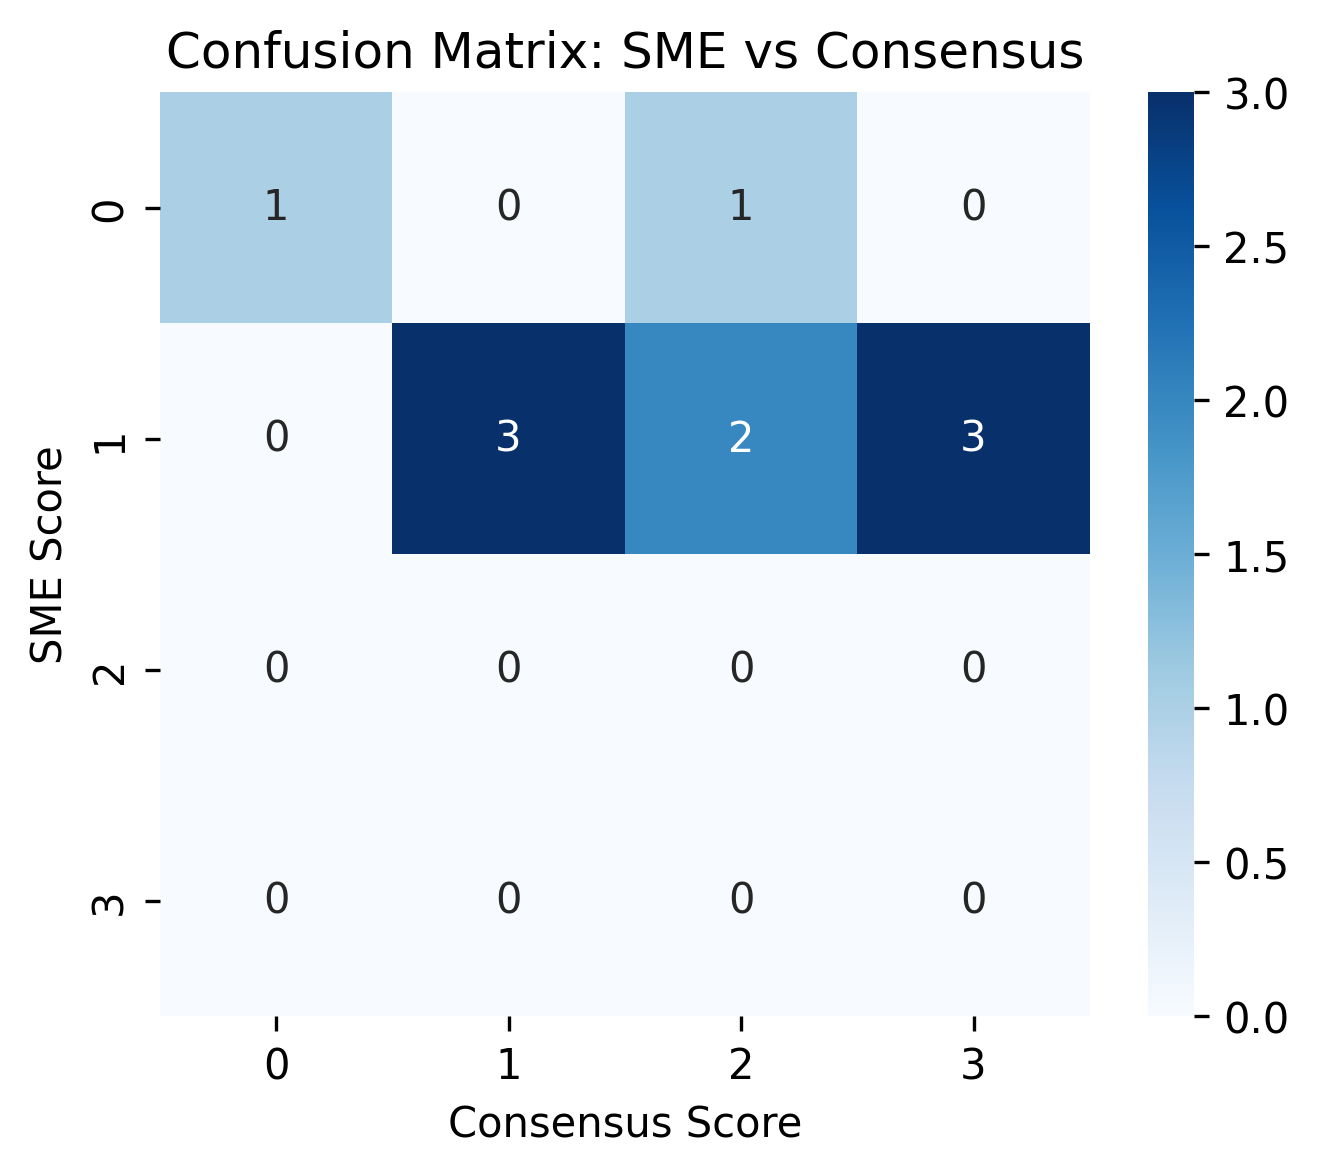 Confusion Matrix: SME vs Consensus
0 1 0 1 0
1 0 3 2 3
2 0 0 0 0
3 0 0 0 0
SME Score
0 1 2 3
Consensus Score
3.0
2.5
2.0
1.5
1.0
0.5
0.0